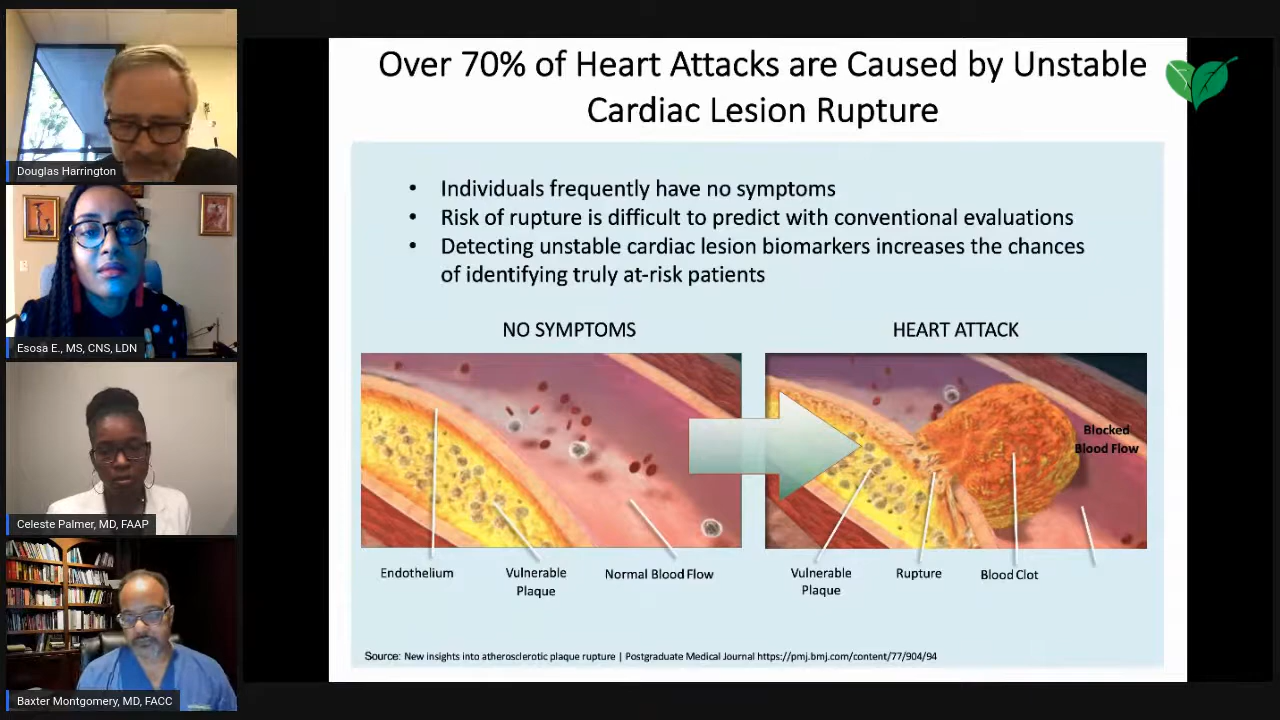 Over 70% of Heart Attacks are Caused by Unstable
Cardiac Lesion Rupture
• Individuals frequently have no symptoms
• Risk of rupture is difficult to predict with conventional evaluations
• Detecting unstable cardiac lesion biomarkers increases the chances
of identifying truly at-risk patients
NO SYMPTOMS
HEART ATTACK
Blocked
Blood Flow
Endothelium
Vulnerable
Plaque
Normal Blood Flow
Vulnerable
Plaque
Rupture
Blood Clot
Source: New insights into atherosclerotic plaque rupture | Postgraduate Medical Journal https://pmj.bmj.com/content/77/904/94
Douglas Harrington
Esosa E., MS, CNS, LDN
Celeste Palmer, MD, FAAP
Baxter Montgomery, MD, FACC